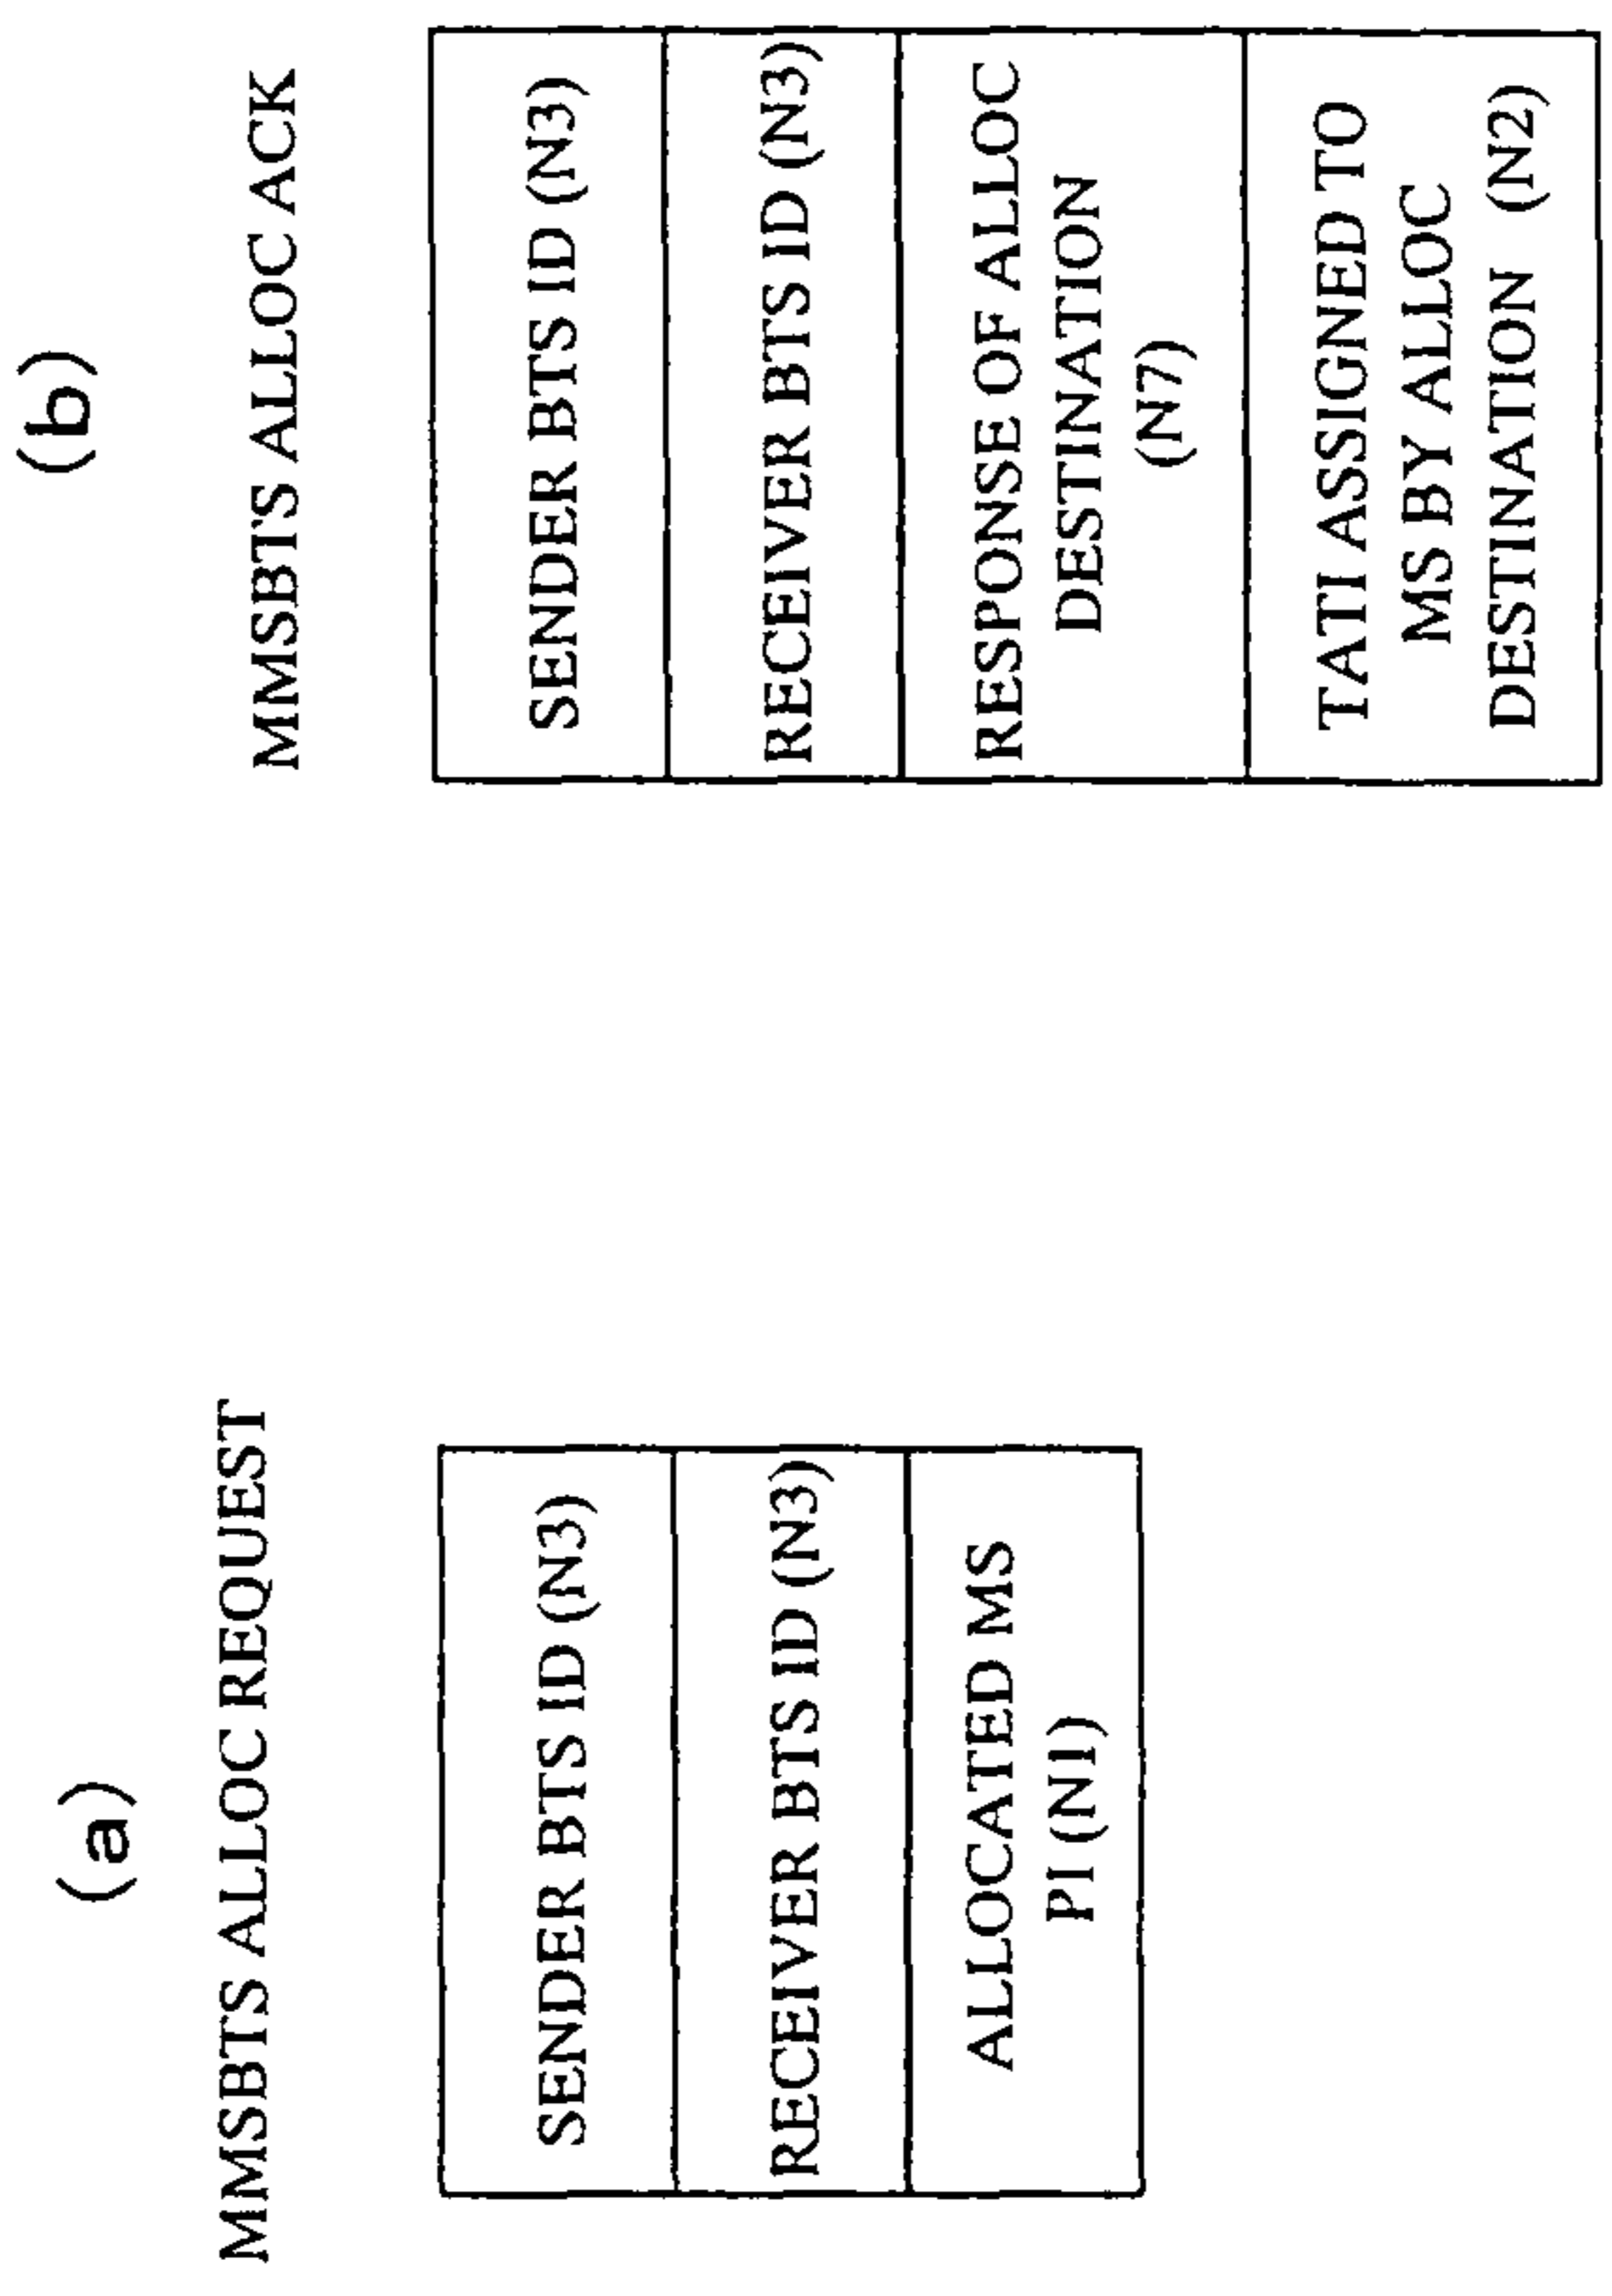 (a)
MMSBTS ALLOC REQUEST
SENDER BTS ID (N3)
RECEIVER BTS ID (N3)
ALLOCATED MS
PI (N1)
(b)
MMSBTS ALLOC ACK
SENDER BTS ID (N3)
RECEIVER BTS ID (N3)
RESPONSE OF ALLOC
DESTINATION
(N7)
TATI ASSIGNED TO
MS BY ALLOC
DESTINATION (N2)